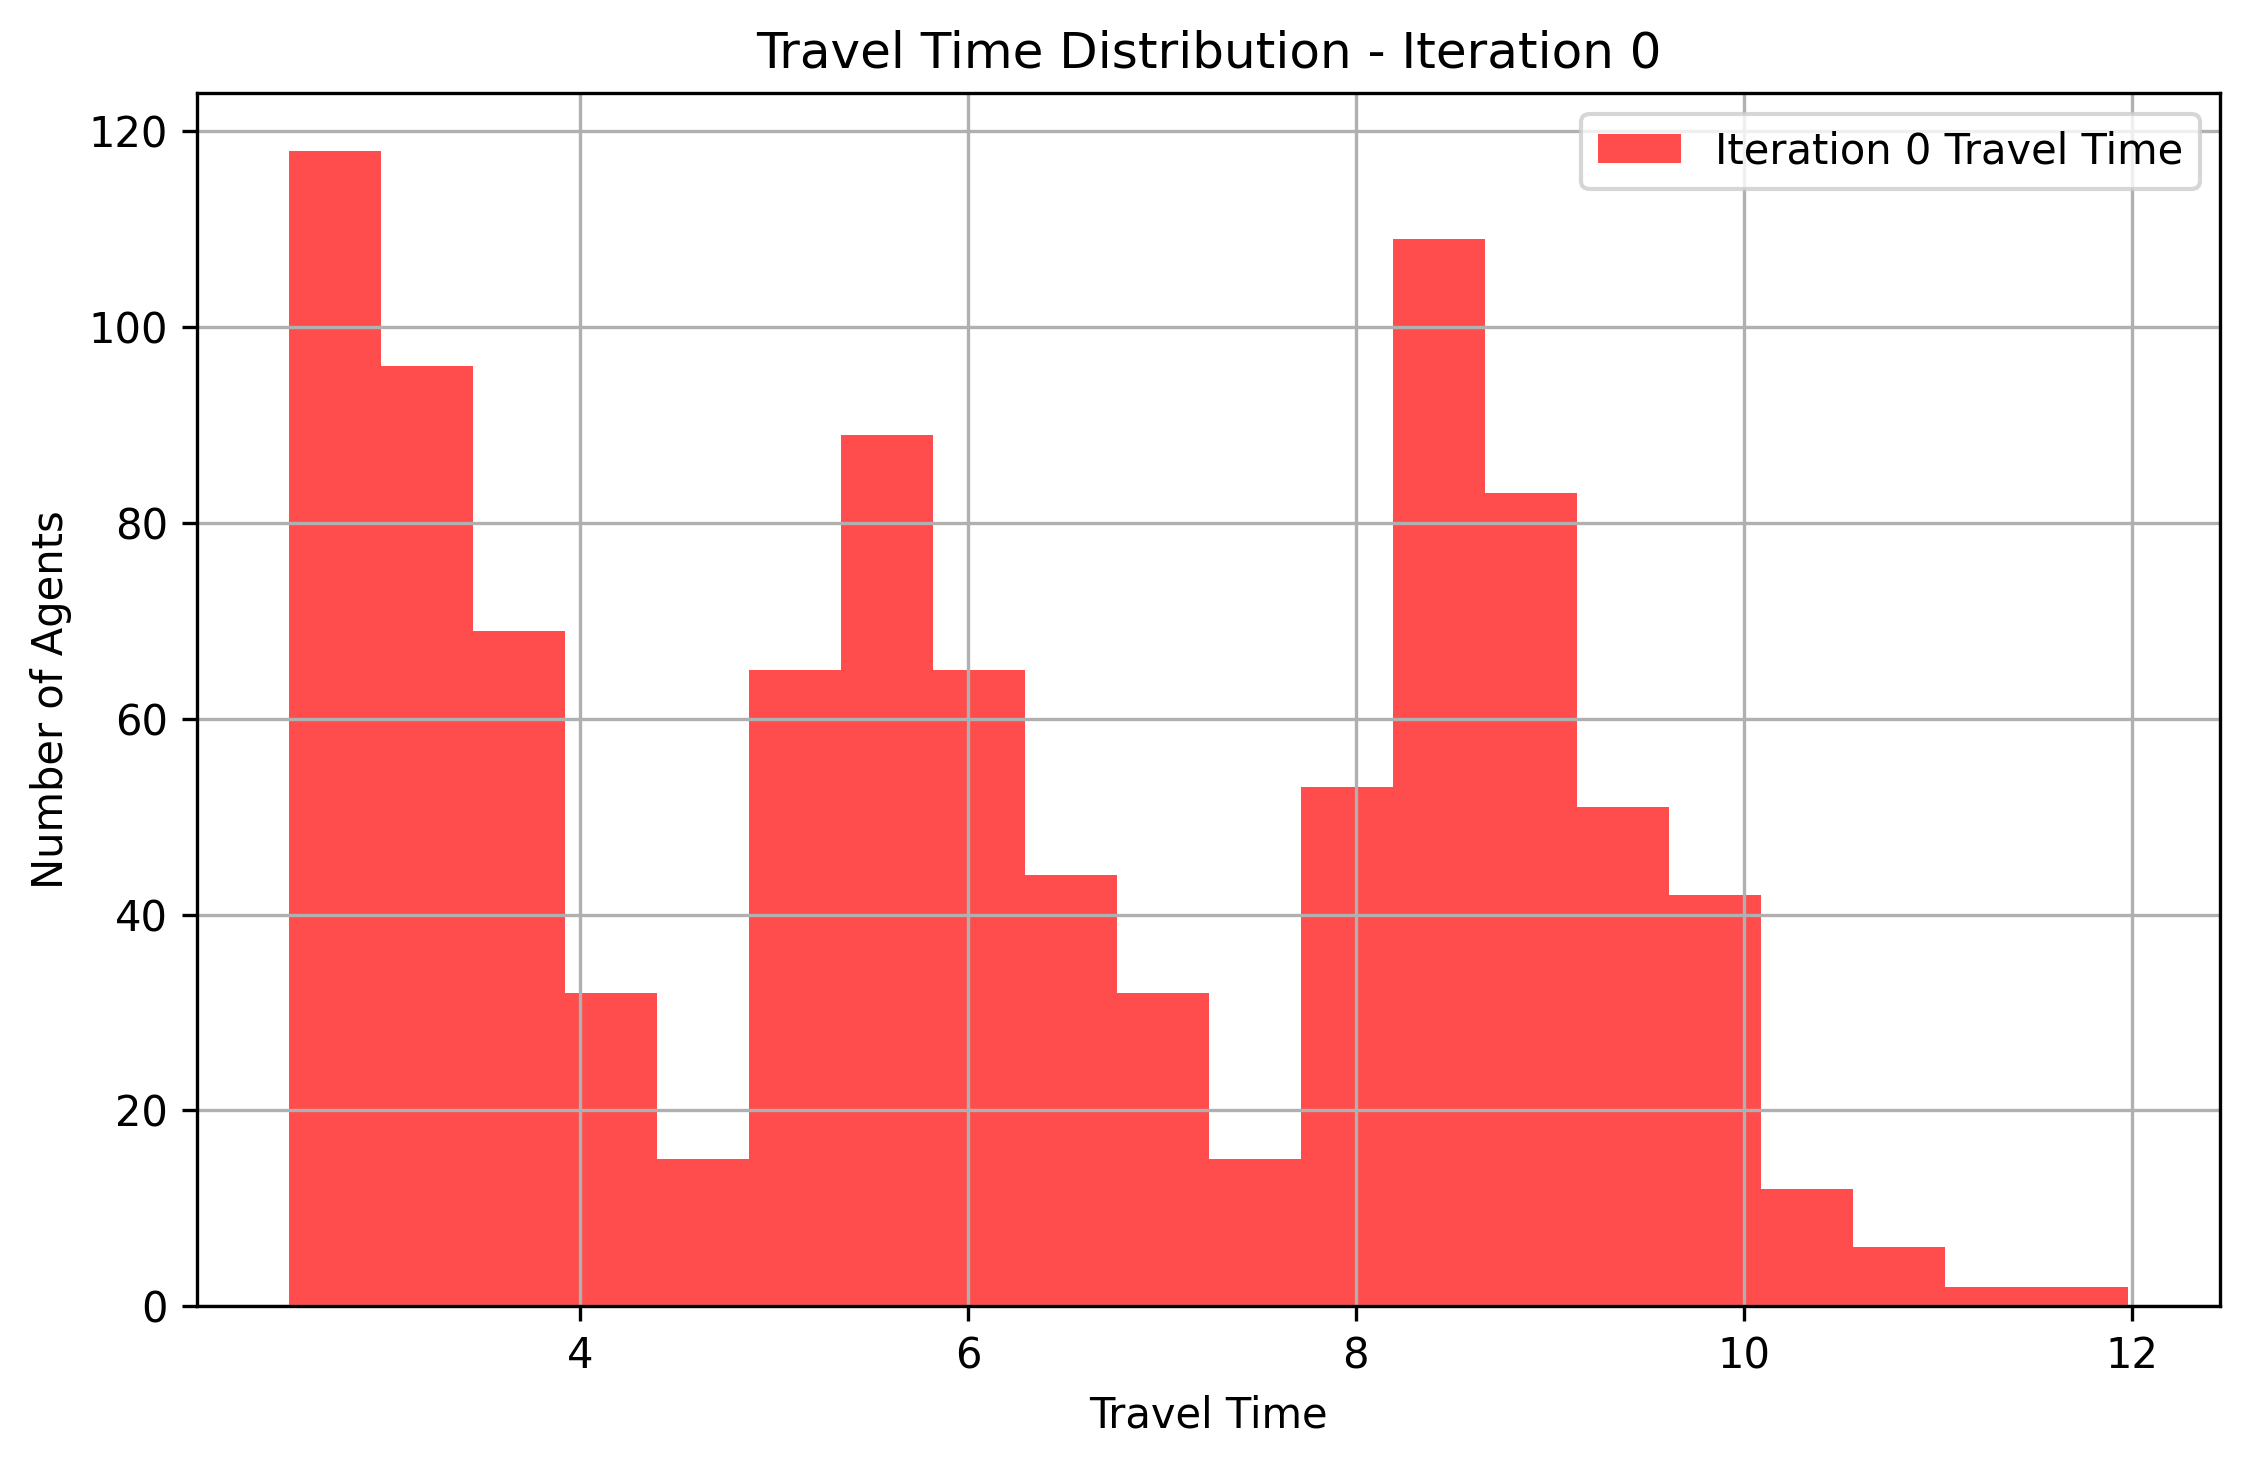 Travel Time Distribution - Iteration 0
Iteration 0 Travel Time
120
100
80
60
40
20
0
Number of Agents
4 6 8 10 12
Travel Time